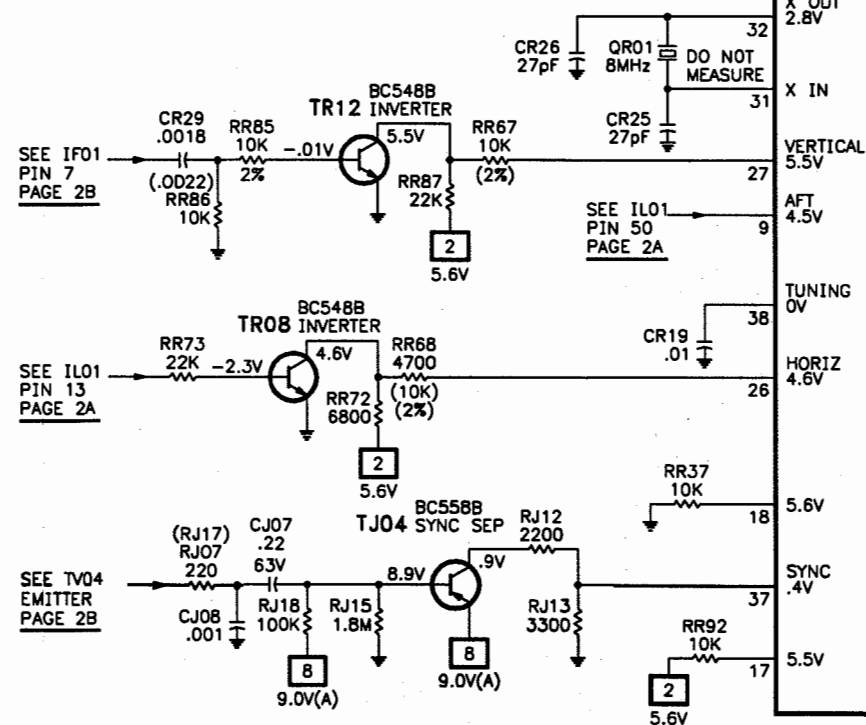 X OUT
2.8V
32
CR26
27pF
QR01
8MHz
DO NOT
MEASURE
31
X IN
CR25
27pF
CR29
.0018
(.0D22)
RR86
10K
RR85
10K
2%
-.01V
TR12
BC548B
INVERTER
5.5V
RR67
10K
(2%)
RR87
22K
2
5.6V
SEE IF01
PIN 7
PAGE 2B
VERTICAL
5.5V
27
SEE IL01
PIN 50
PAGE 2A
AFT
4.5V
9
TUNING
0V
38
CR19
.01
SEE IL01
PIN 13
PAGE 2A
RR73
22K
-2.3V
TR08
BC548B
INVERTER
4.6V
RR68
4700
(10K)
(2%)
RR72
6800
2
5.6V
HORIZ
4.6V
26
RR37
10K
5.6V
18
SEE TV04
EMITTER
PAGE 2B
(RJ17)
RJ07
220
CJ08
.001
CJ07
.22
63V
RJ18
100K
8
9.0V(A)
RJ15
1.8M
8.9V
TJ04
BC558B
SYNC SEP
.9V
8
9.0V(A)
RJ12
2200
RJ13
3300
SYNC
.4V
37
RR92
10K
2
5.6V
5.5V
17